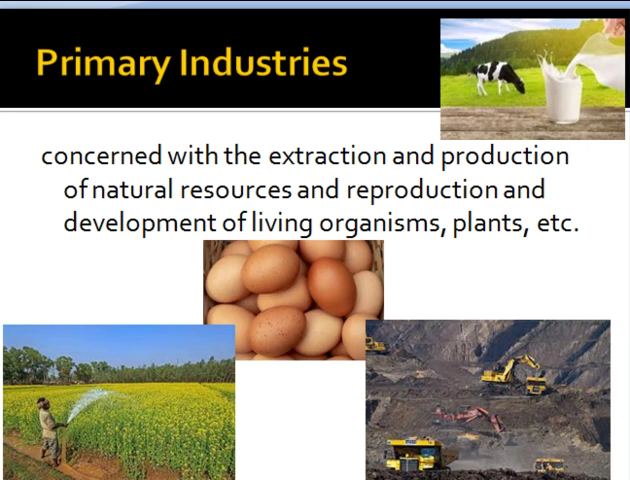 Primary Industries
concerned with the extraction and production
of natural resources and reproduction and
development of living organisms, plants, etc.